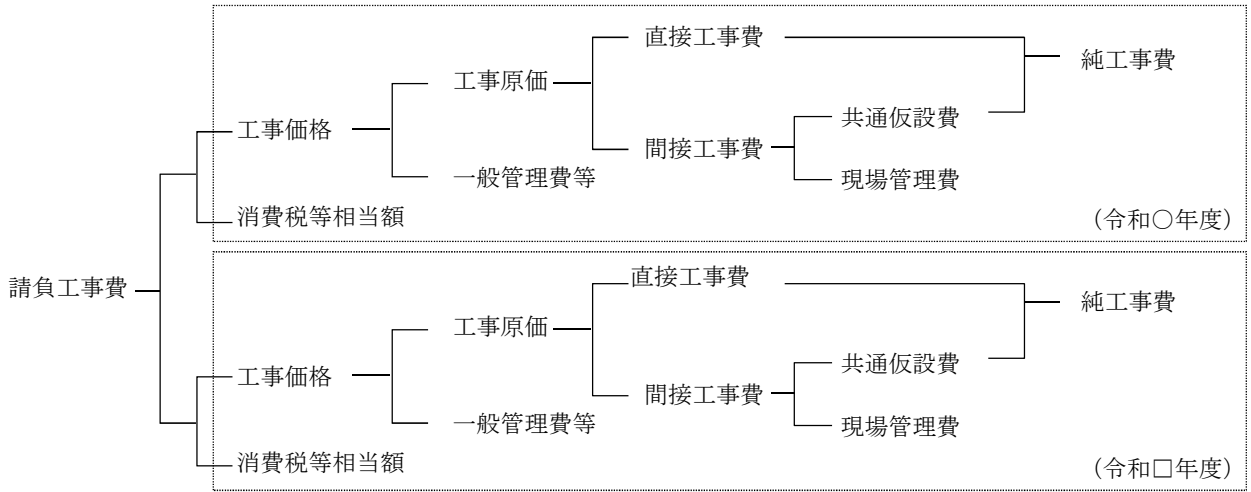 直接工事費
純工事費
工事原価
共通仮設費
工事価格
間接工事費
一般管理費等
現場管理費
消費税等相当額
（令和○年度）
請負工事費
直接工事費
純工事費
工事原価
共通仮設費
工事価格
間接工事費
一般管理費等
現場管理費
消費税等相当額
（令和□年度）